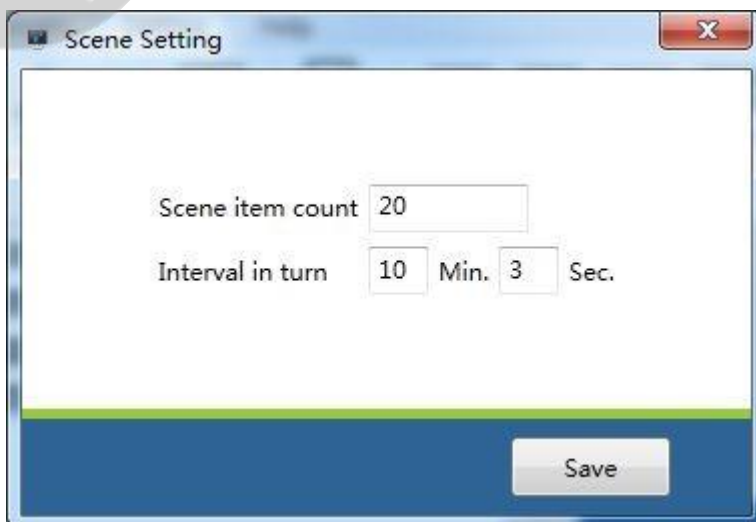 Scene Setting
Scene item count 20
Interval in turn 10 Min. 3 Sec.
Save